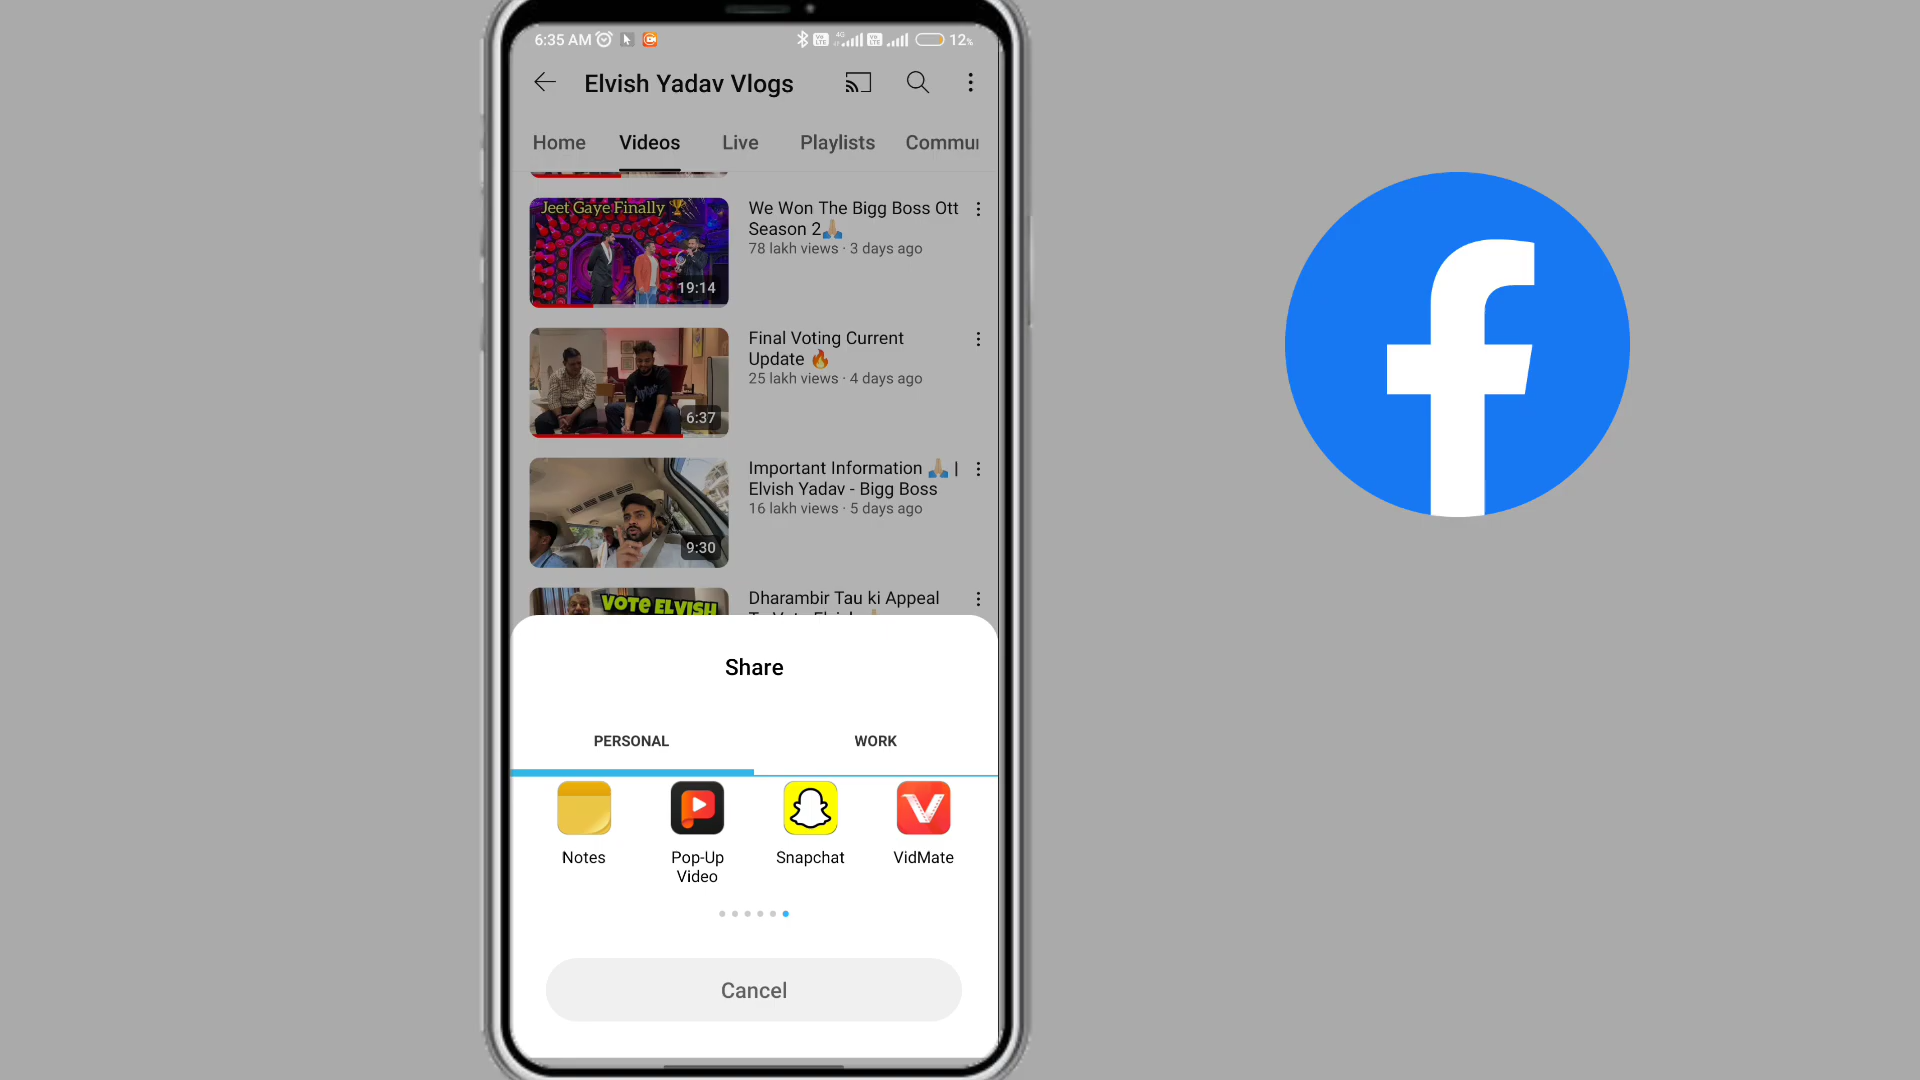 6:35 AM
12%
Elvish Yadav Vlogs
Home Videos Live Playlists Commu
Jeet Gaye Finally
19:14
We Won The Bigg Boss Ott
Season 2🙏🏼
78 lakh views · 3 days ago
6:37
Final Voting Current
Update 🔥
25 lakh views · 4 days ago
9:30
Important Information 🙏🏼 |
Elvish Yadav - Bigg Boss
16 lakh views · 5 days ago
VOTE ELVISH
Dharambir Tau ki Appeal
Share
PERSONAL WORK
Notes
Pop-Up
Video
Snapchat
VidMate
Cancel